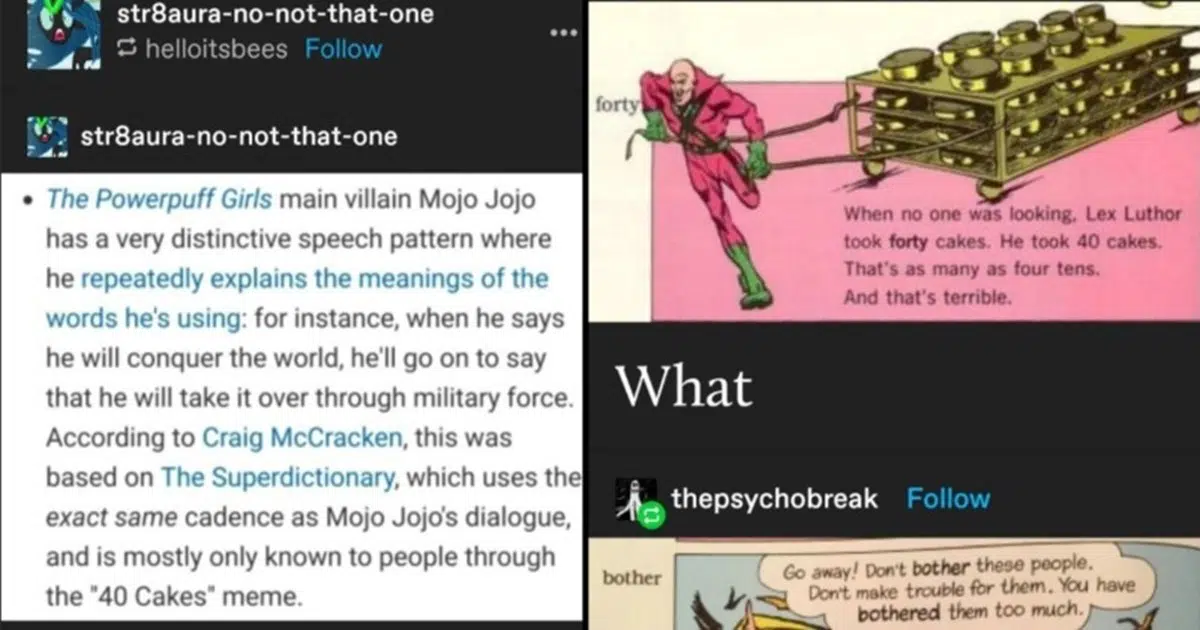 str8aura-no-not-that-one
helloitsbees Follow
str8aura-no-not-that-one
• The Powerpuff Girls main villain Mojo Jojo
has a very distinctive speech pattern where
he repeatedly explains the meanings of the
words he's using: for instance, when he says
he will conquer the world, he'll go on to say
that he will take it over through military force.
According to Craig McCracken, this was
based on The Superdictionary, which uses the
exact same cadence as Mojo Jojo's dialogue,
and is mostly only known to people through
the "40 Cakes" meme.
forty
When no one was looking, Lex Luthor
took forty cakes. He took 40 cakes.
That's as many as four tens.
And that's terrible.
What
thepsychobreak Follow
bother
Go away! Don't bother these people.
Don't make trouble for them. You have
bothered them too much.